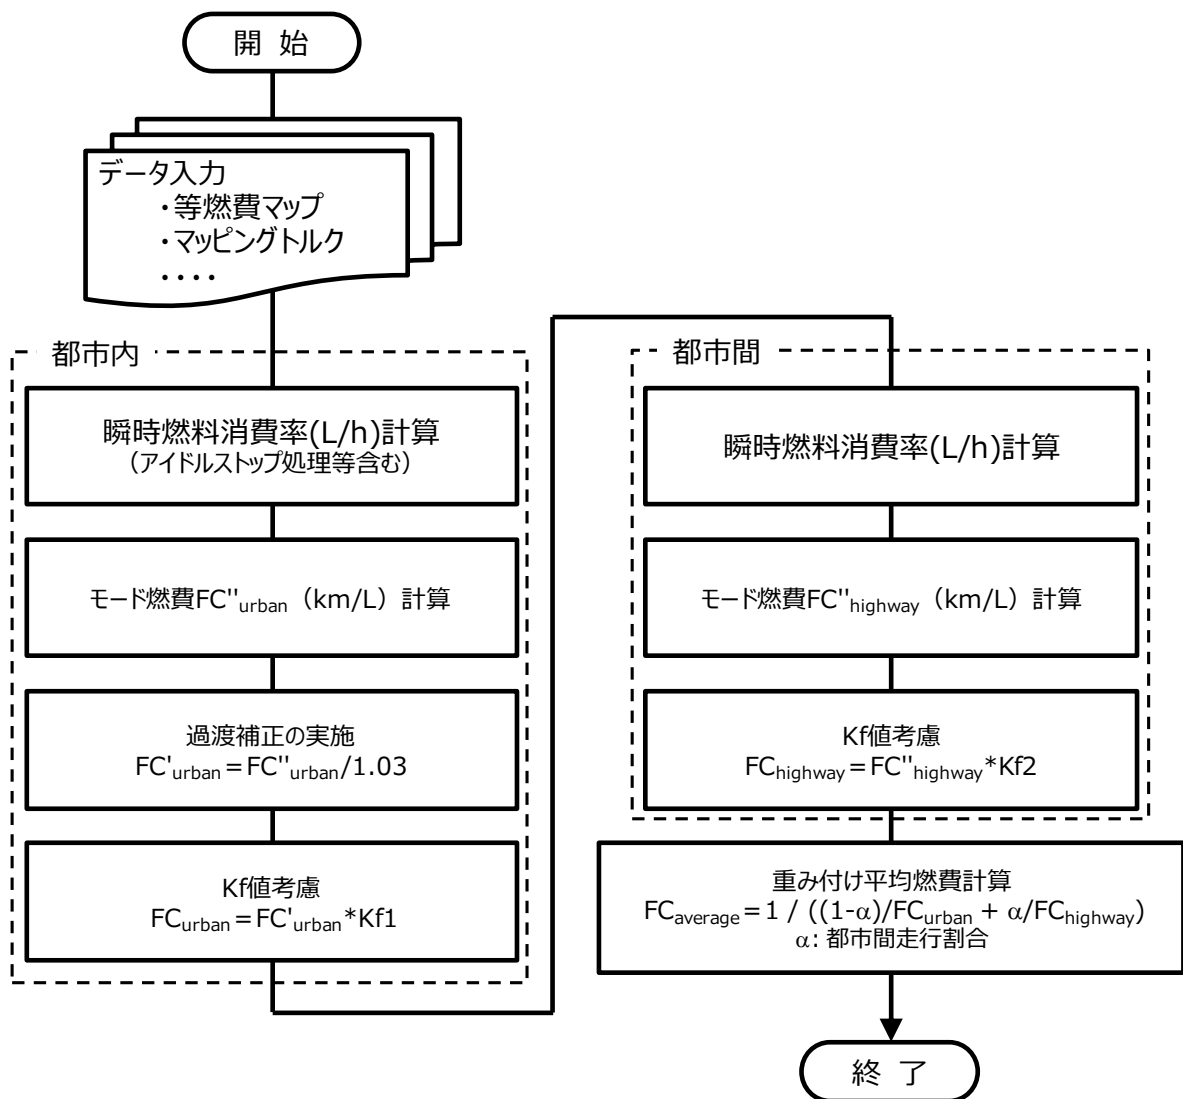 開 始
データ入力
・等燃費マップ
・マッピングトルク
・・・・
都市内
瞬時燃料消費率(L/h)計算
（アイドルストップ処理等含む）
モード燃費FC''urban（km/L）計算
過渡補正の実施
FC'urban＝FC''urban/1.03
Kf値考慮
FCurban＝FC'urban*Kf1
都市間
瞬時燃料消費率(L/h)計算
モード燃費FC''highway（km/L）計算
Kf値考慮
FChighway＝FC''highway*Kf2
重み付け平均燃費計算
FCaverage＝1 / ((1-α)/FCurban + α/FChighway)
α: 都市間走行割合
終 了